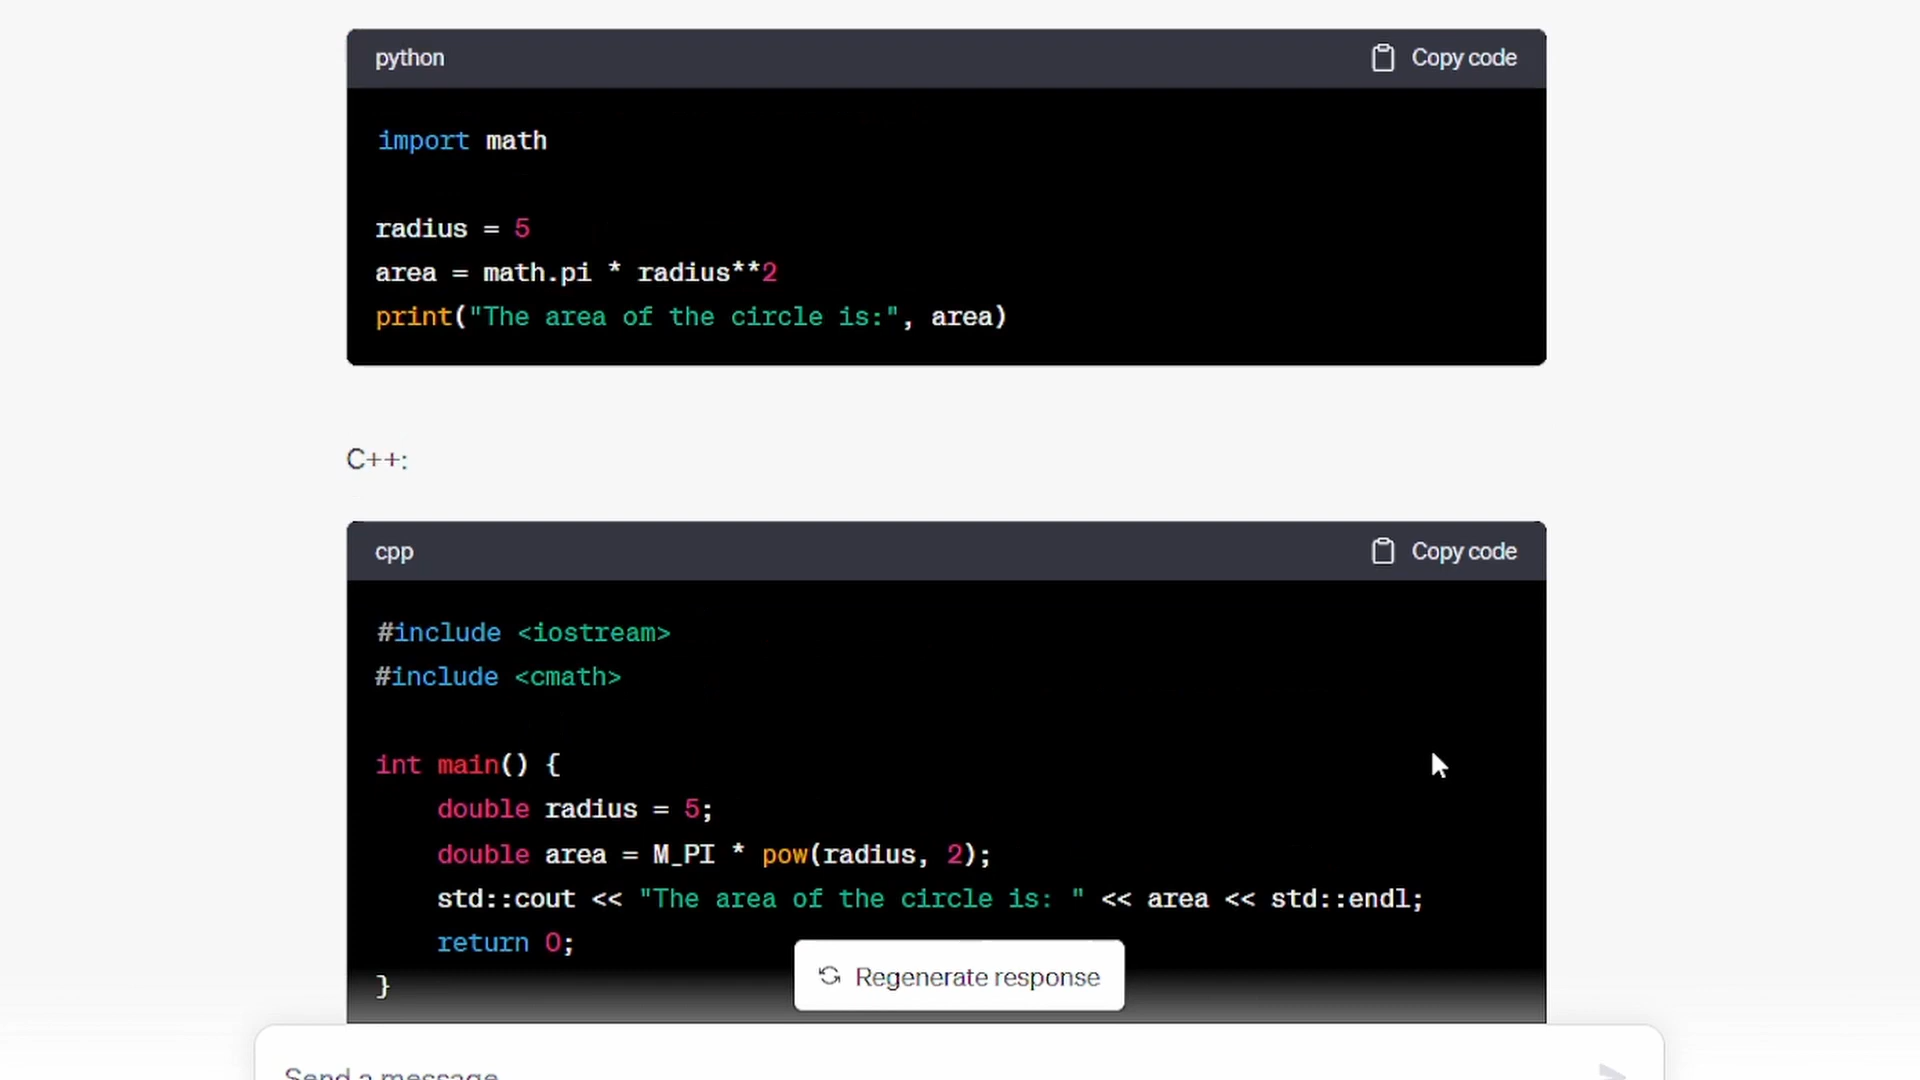 python
Copy code
import math
radius = 5
area = math.pi * radius**2
print("The area of the circle is:", area)
C++:
cpp
Copy code
#include <iostream>
#include <cmath>
int main() {
    double radius = 5;
    double area = M_PI * pow(radius, 2);
    std::cout << "The area of the circle is: " << area << std::endl;
    return 0;
}
Regenerate response
Send a message